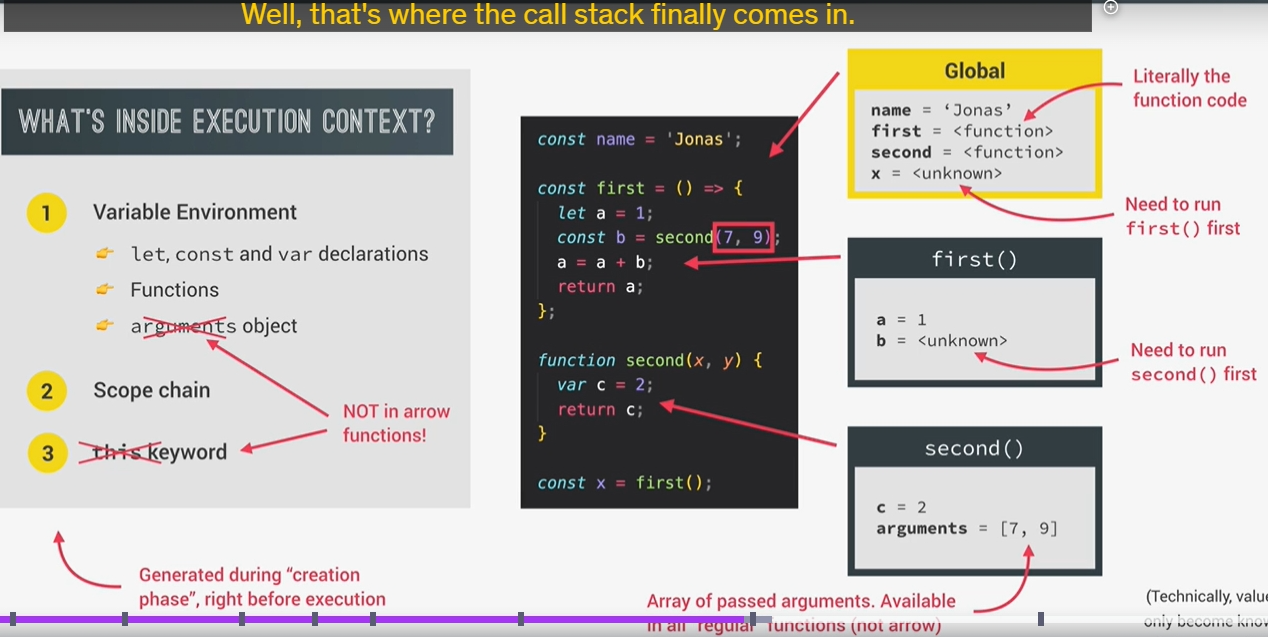 Well, that's where the call stack finally comes in.
WHAT'S INSIDE EXECUTION CONTEXT?
1 Variable Environment
let, const and var declarations
Functions
arguments object
2 Scope chain
3 this keyword
NOT in arrow
functions!
Generated during “creation
phase”, right before execution
const name = 'Jonas';
const first = () => {
let a = 1;
const b = second(7, 9);
a = a + b;
return a;
};
function second(x, y) {
var c = 2;
return c;
}
const x = first();
Global
name = ‘Jonas’
first = <function>
second = <function>
x = <unknown>
Literally the
function code
Need to run
first() first
first()
a = 1
b = <unknown>
Need to run
second() first
second()
c = 2
arguments = [7, 9]
Array of passed arguments. Available
in all "regular" functions (not arrow)
(Technically,
only become